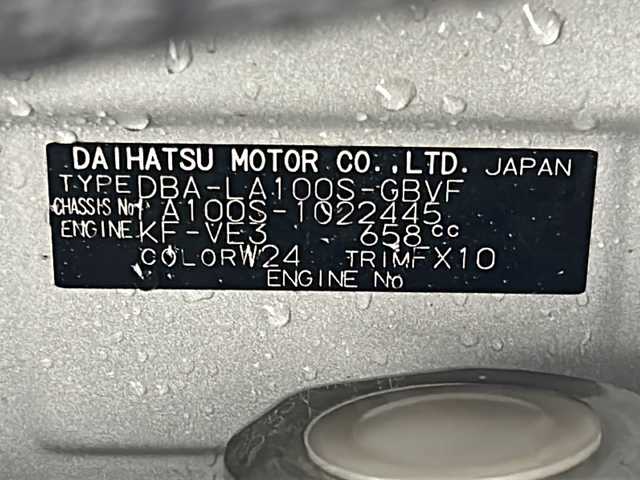 DAIHATSU MOTOR CO.,LTD. JAPAN
TYPE DBA-LA100S-GBVF
CHASSIS No LA100S-1022445
ENGINE KF-VE3 658cc
COLOR W24 TRIM FX10
ENGINE No